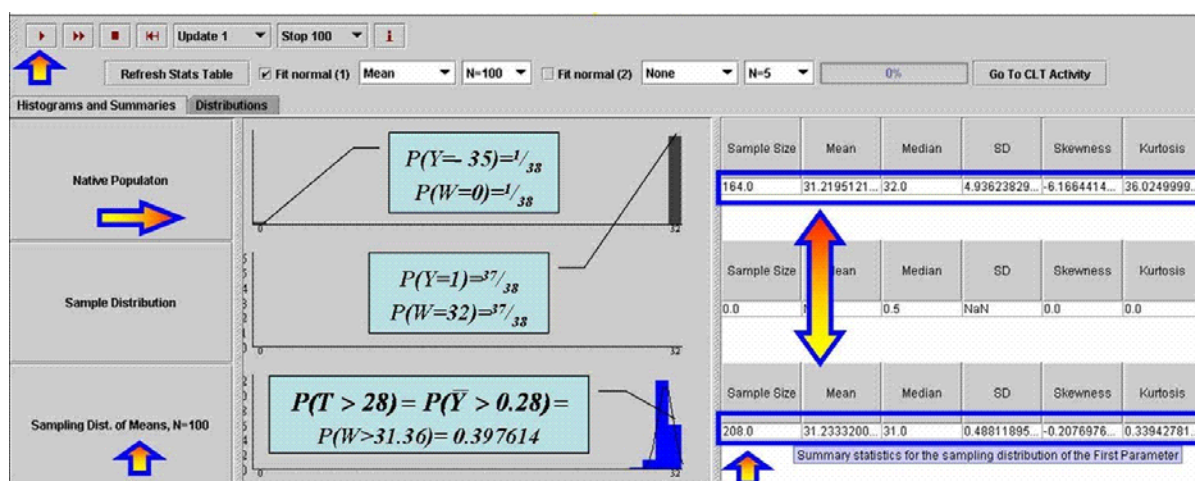 Update 1 Stop 100 i
Refresh Stats Table Fit normal (1) Mean N=100 Fit normal (2) None N=5 0% Go To CLT Activity
Histograms and Summaries Distributions
Native Populaton
P(Y=- 35)=1/38
P(W=0)=1/38
0 32
Sample Size Mean Median SD Skewness Kurtosis
164.0 31.2195121... 32.0 4.93623829... -6.1664414... 36.0249999...
Sample Distribution
P(Y=1)=37/38
P(W=32)=37/38
0 32
Sample Size Mean Median SD Skewness Kurtosis
0.0 0.5 NaN 0.0 0.0
Sampling Dist. of Means, N=100
P(T > 28) = P(Y̅ > 0.28) =
P(W>31.36)= 0.397614
0 32
Sample Size Mean Median SD Skewness Kurtosis
208.0 31.2333200... 31.0 0.48811895... -0.2076976... 0.33942781...
Summary statistics for the sampling distribution of the First Parameter